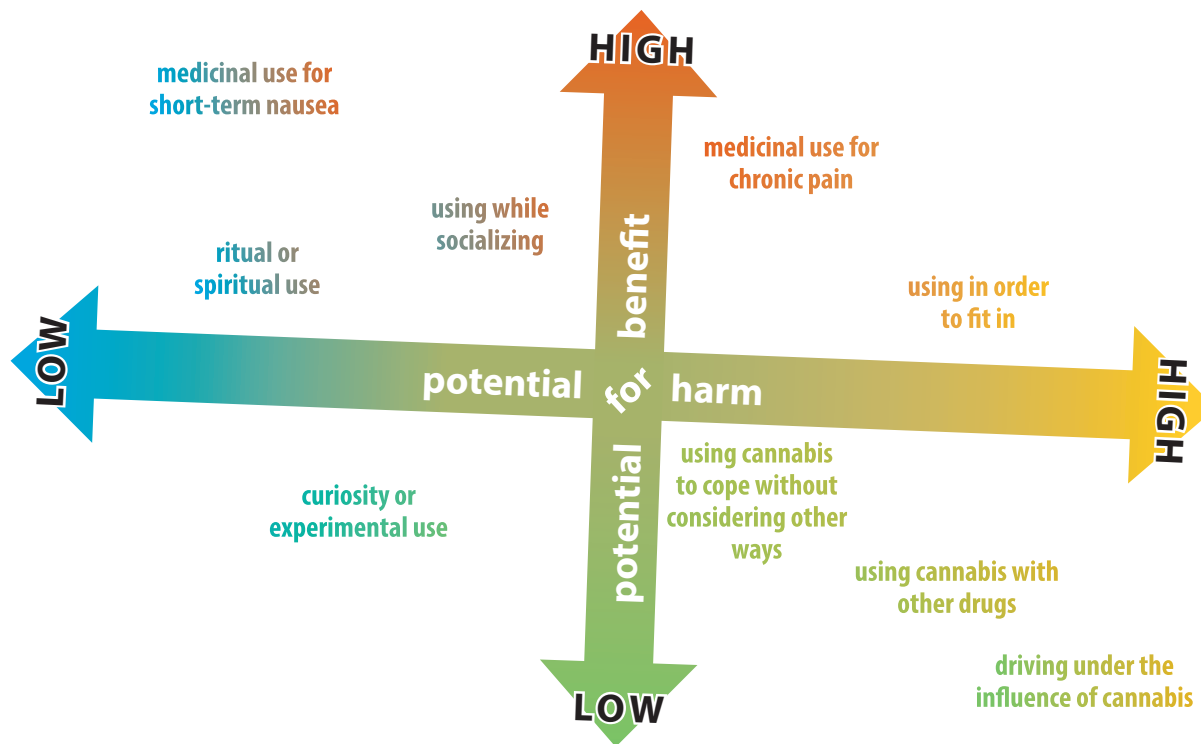 HIGH
medicinal use for
short-term nausea
medicinal use for
chronic pain
using while
socializing
ritual or
spiritual use
using in order
to fit in
LOW
potential for harm
HIGH
potential for benefit
using cannabis
to cope without
considering other
ways
curiosity or
experimental use
using cannabis with
other drugs
driving under the
influence of cannabis
LOW